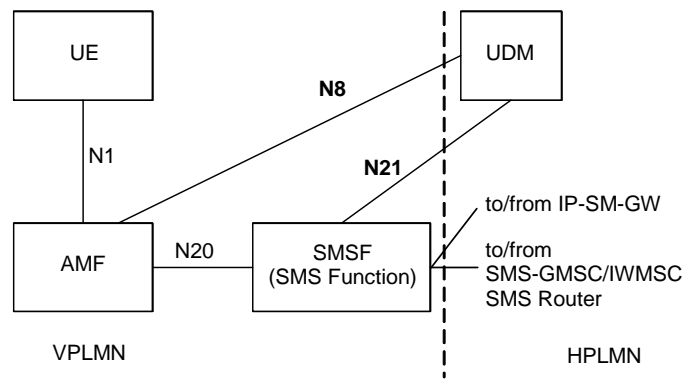 UE
UDM
N8
N1
N21
to/from IP-SM-GW
AMF
N20
SMSF
(SMS Function)
to/from
SMS-GMSC/IWMSC
SMS Router
VPLMN
HPLMN